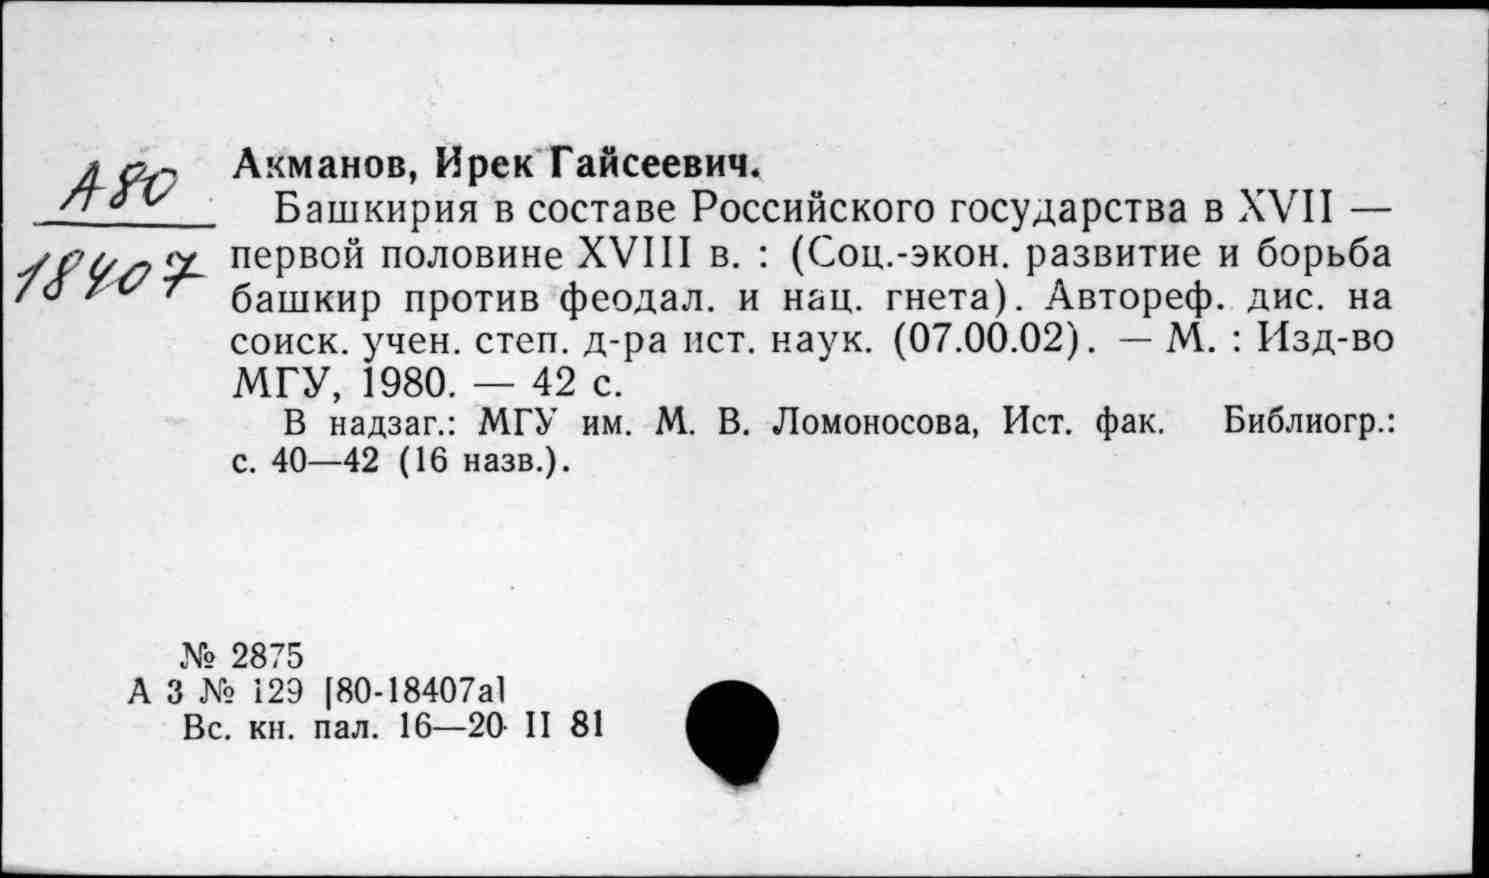 А80
18407
Акманов, Ирек Гайсеевич.
Башкирия в составе Российского государства в XVII —
первой половине XVIII в. : (Соц.-экон. развитие и борьба
башкир против феодал. и нац. гнета). Автореф. дис. на
соиск. учен. степ. д-ра ист. наук. (07.00.02). — М. : Изд-во
МГУ, 1980. — 42 с.
В надзаг.: МГУ им. М. В. Ломоносова, Ист. фак. Библиогр.:
с. 40—42 (16 назв.).
№ 2875
А 3 № 129 [80-18407а]
Вс. кн. пал. 16—20 II 81